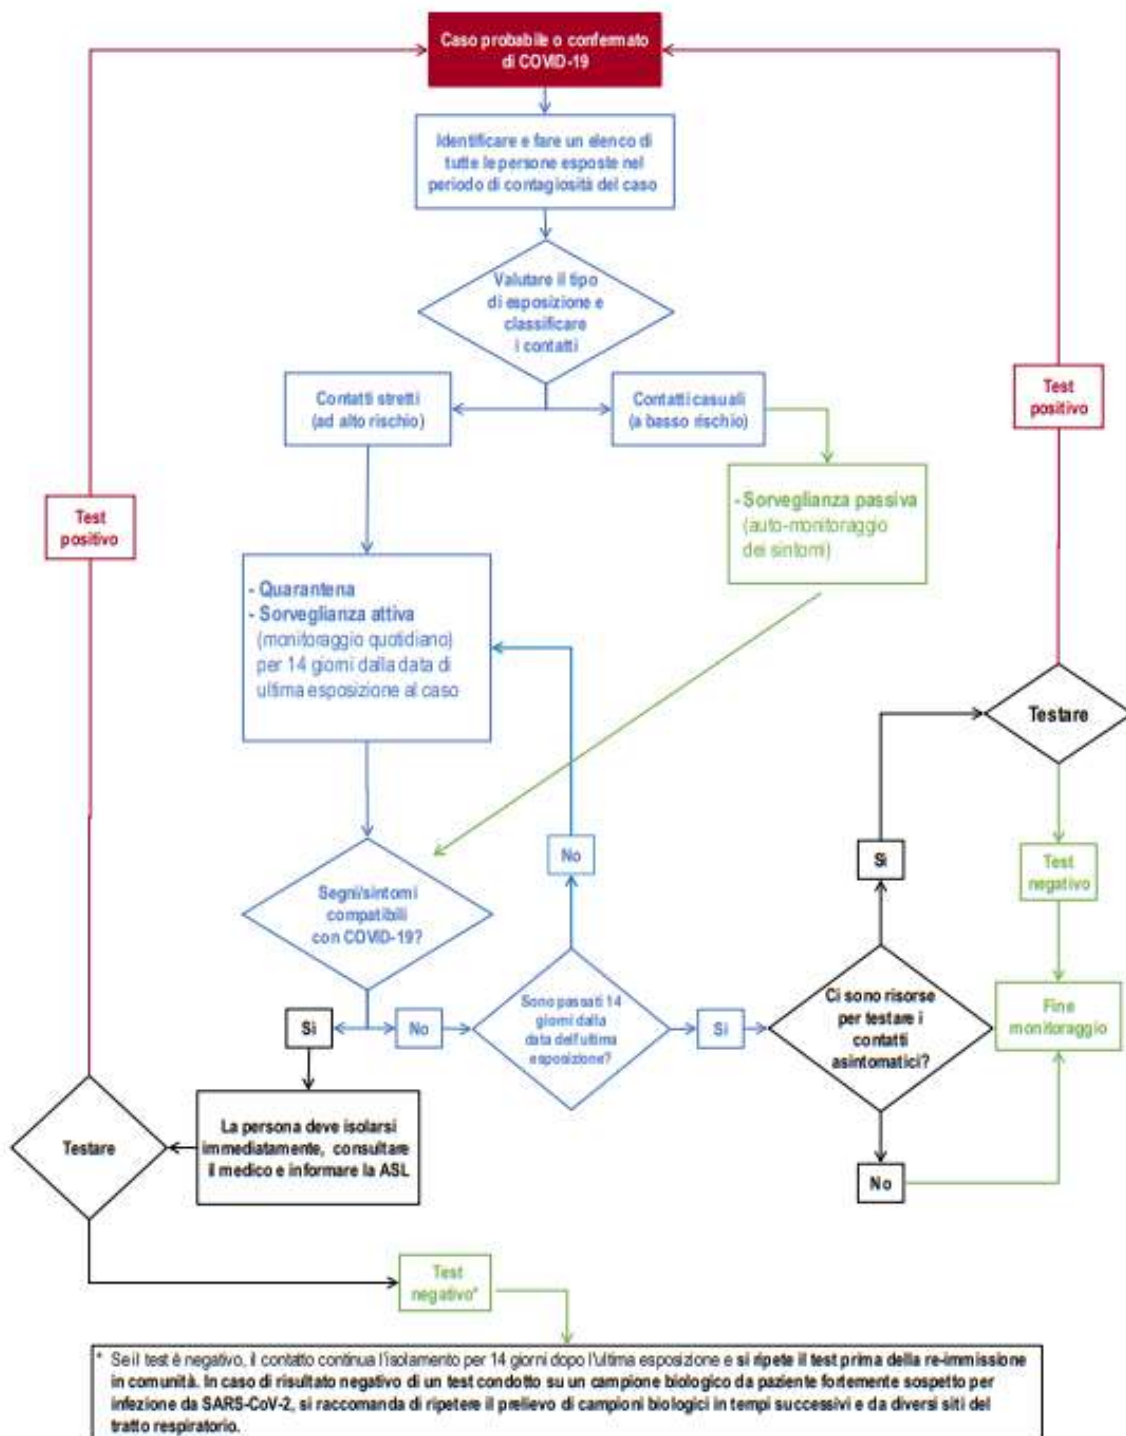 Caso probabile o confermato
di COVID-19
Identificare e fare un elenco di
tutte le persone esposte nel
periodo di contagiosità del caso
Valutare il tipo
di esposizione e
classificare
i contatti
Contatti stretti
(ad alto rischio)
Contatti casuali
(a basso rischio)
Test
positivo
- Sorveglianza passiva
(auto-monitoraggio
dei sintomi)
Test
positivo
- Quarantena
- Sorveglianza attiva
(monitoraggio quotidiano)
per 14 giorni dalla data di
ultima esposizione al caso
Testare
No
Sì
Test
negativo
Segni/sintomi
compatibili
con COVID-19?
Sì
No
Sono passati 14
giorni dalla
data dell'ultima
esposizione?
Sì
Ci sono risorse
per testare i
contatti
asintomatici?
Fine
monitoraggio
La persona deve isolarsi
immediatamente, consultare
il medico e informare la ASL
Testare
No
Test
negativo*
* Se il test è negativo, il contatto continua l'isolamento per 14 giorni dopo l'ultima esposizione e si ripete il test prima della re-immissione
in comunità. In caso di risultato negativo di un test condotto su un campione biologico da paziente fortemente sospetto per
infezione da SARS-CoV-2, si raccomanda di ripetere il prelievo di campioni biologici in tempi successivi e da diversi siti del
tratto respiratorio.